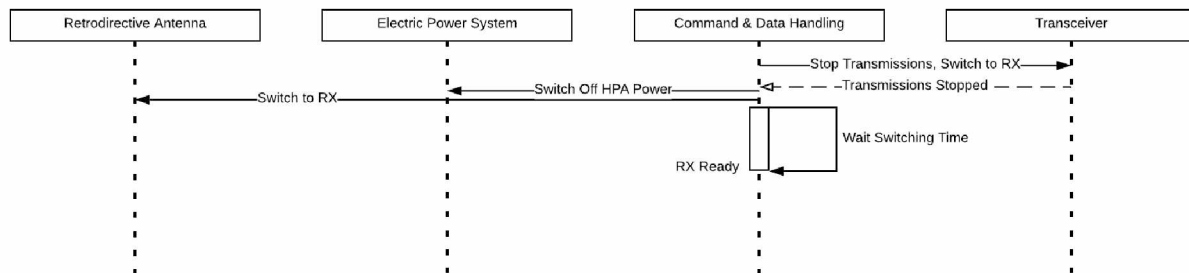 Retrodirective Antenna
Electric Power System
Command & Data Handling
Transceiver
Stop Transmissions, Switch to RX
Transmissions Stopped
Switch Off HPA Power
Switch to RX
Wait Switching Time
RX Ready